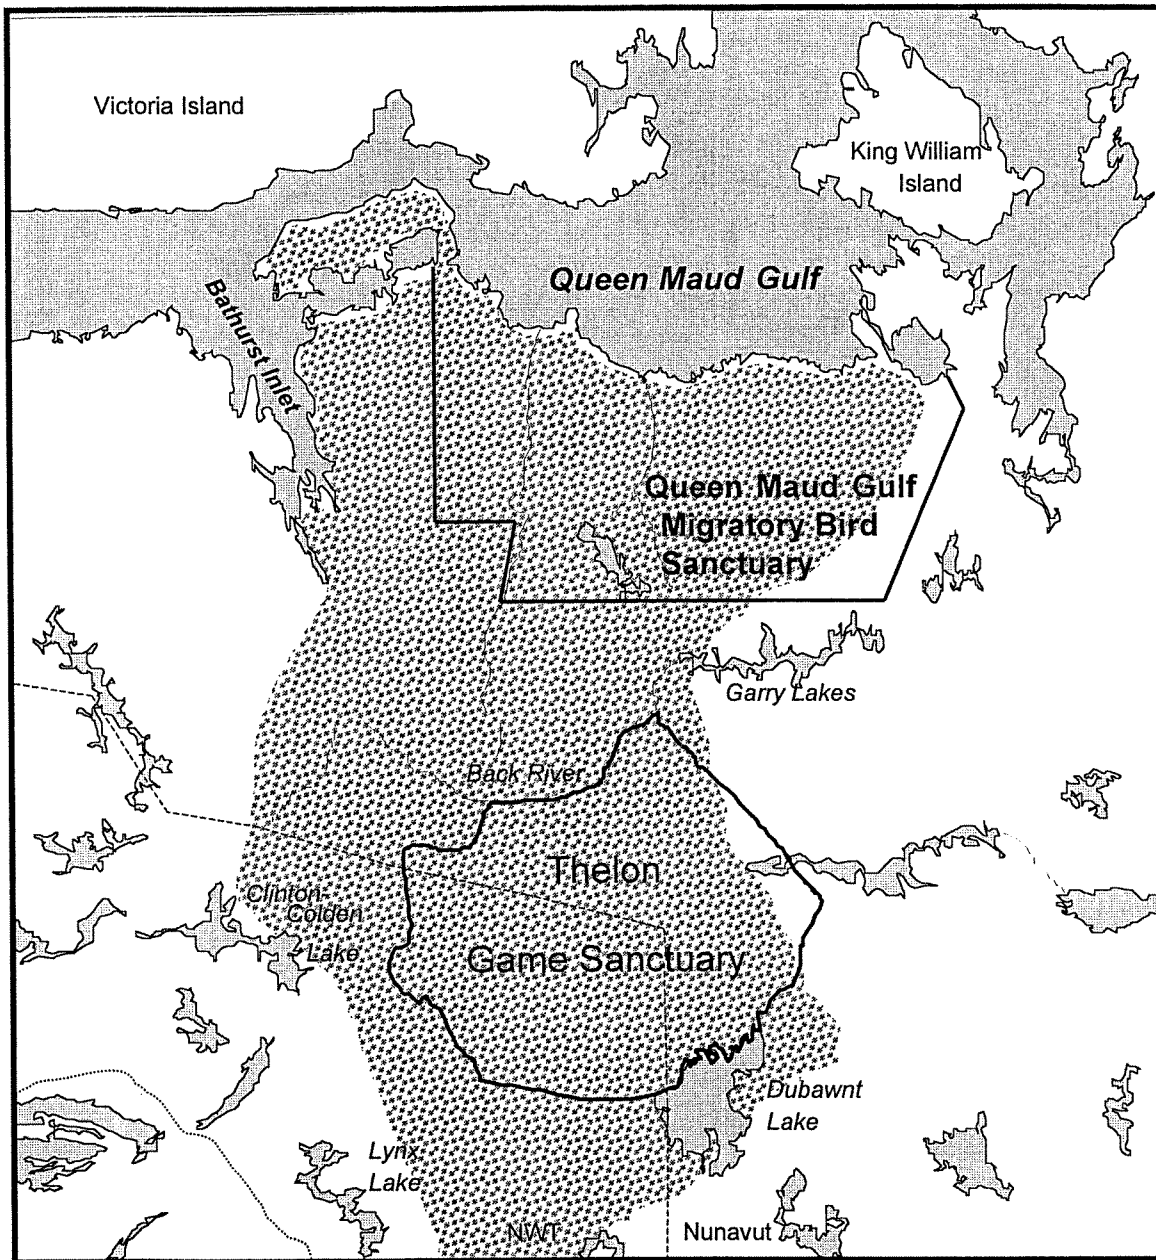 Victoria Island
King William
Island
Queen Maud Gulf
Bathurst Inlet
Queen Maud Gulf
Migratory Bird
Sanctuary
Garry Lakes
Back River
Thelon
Game Sanctuary
Clinton-
Colden
Lake
Dubawnt
Lake
Lynx
Lake
NWT
Nunavut